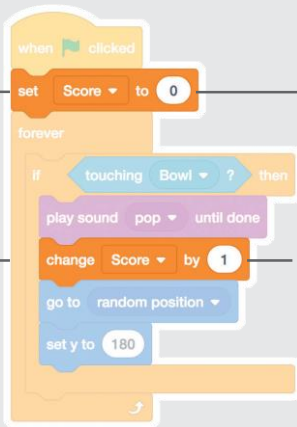 when clicked
set Score to 0
forever
if touching Bowl ? then
play sound pop until done
change Score by 1
go to random position
set y to 180